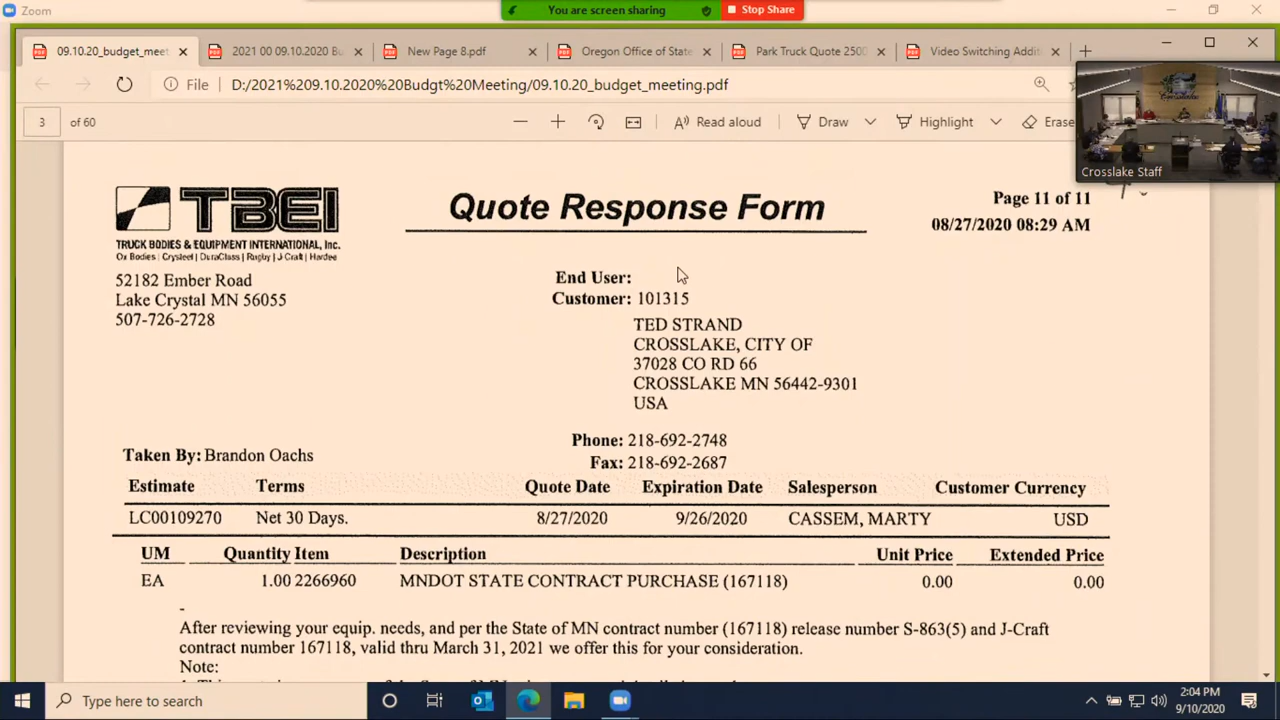 Zoom
You are screen sharing
Stop Share
09.10.20_budget_meet
2021 00 09.10.2020 B
New Page 8.pdf
Oregon Office of State
Park Truck Quote 2500
Video Switching Addit
File
D:/2021%209.10.2020%20Budgt%20Meeting/09.10.20_budget_meeting.pdf
3 of 60
Read aloud
Draw
Highlight
Erase
Crosslake Staff
TBEI
TRUCK BODIES & EQUIPMENT INTERNATIONAL, Inc.
Ox Bodies | Crysteel | DuraClass | Rugby | J-Craft | Hardee
Quote Response Form
Page 11 of 11
08/27/2020 08:29 AM
52182 Ember Road
Lake Crystal MN 56055
507-726-2728
End User:
Customer: 101315
TED STRAND
CROSSLAKE, CITY OF
37028 CO RD 66
CROSSLAKE MN 56442-9301
USA
Phone: 218-692-2748
Taken By: Brandon Oachs
Fax: 218-692-2687
Estimate Terms Quote Date Expiration Date Salesperson Customer Currency
LC00109270 Net 30 Days. 8/27/2020 9/26/2020 CASSEM, MARTY USD
UM Quantity Item Description Unit Price Extended Price
EA 1.00 2266960 MNDOT STATE CONTRACT PURCHASE (167118) 0.00 0.00
-
After reviewing your equip. needs, and per the State of MN contract number (167118) release number S-863(5) and J-Craft
contract number 167118, valid thru March 31, 2021 we offer this for your consideration.
Note:
Type here to search
2:04 PM
9/10/2020